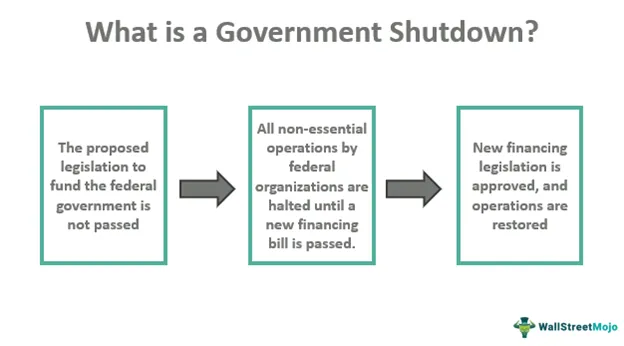 What is a Government Shutdown?
The proposed
legislation to
fund the federal
government is
not passed
All non-essential
operations by
federal
organizations are
halted until a
new financing
bill is passed.
New financing
legislation is
approved, and
operations are
restored
WallStreetMojo